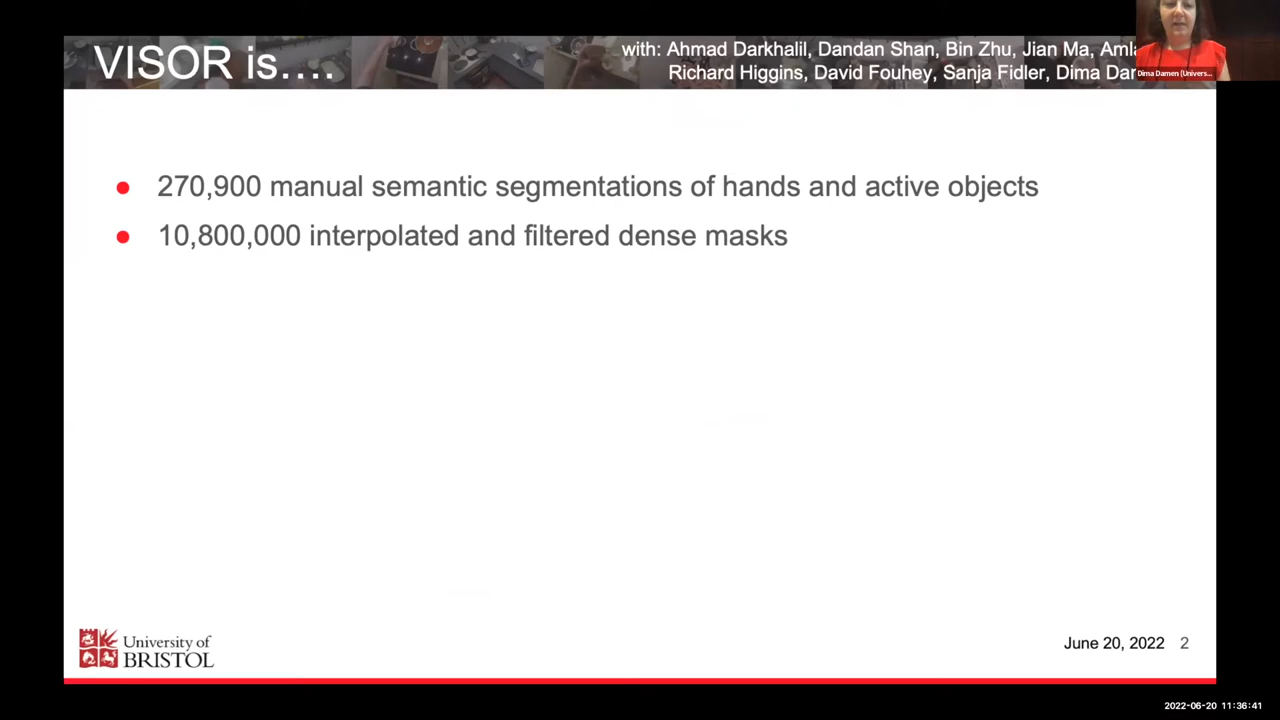 VISOR is….
with: Ahmad Darkhalil, Dandan Shan, Bin Zhu, Jian Ma,
Richard Higgins, David Fouhey, Sanja Fidler, Dima
Dima Damen (Univers...
● 270,900 manual semantic segmentations of hands and active objects
● 10,800,000 interpolated and filtered dense masks
University of
BRISTOL
June 20, 2022 2
2022-06-20 11:36:41